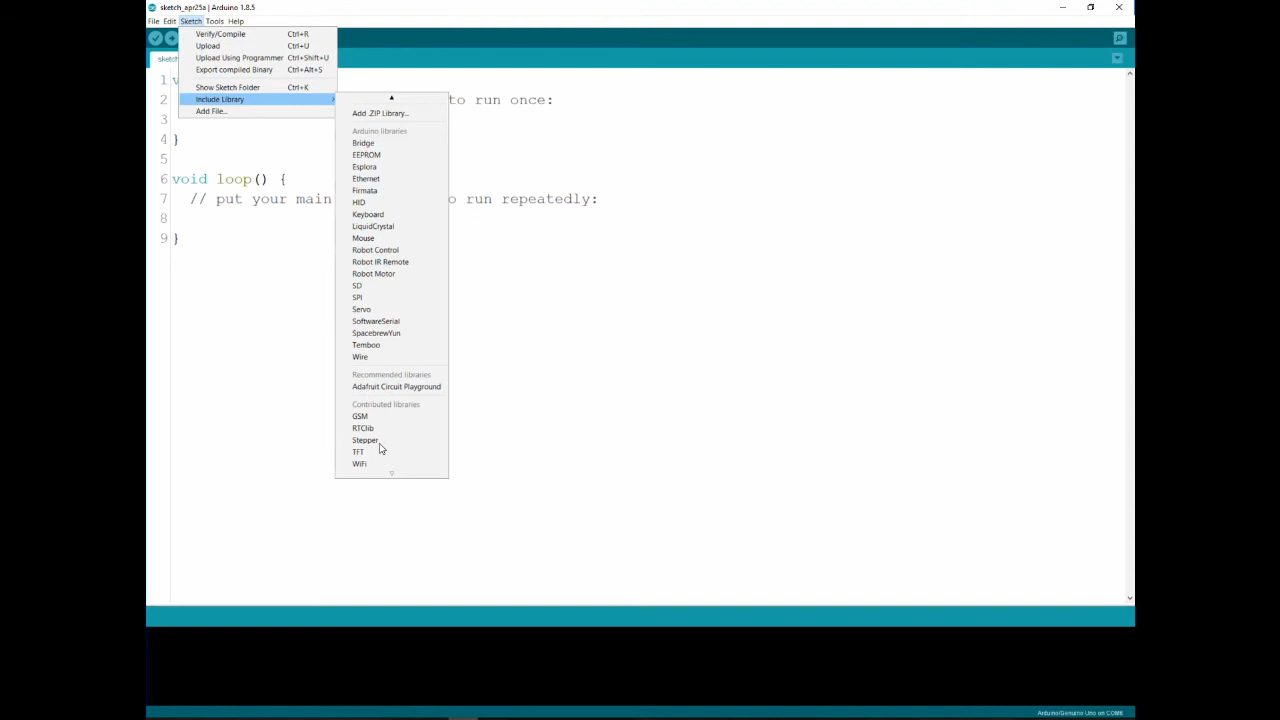 sketch_apr25a | Arduino 1.8.5
File Edit Sketch Tools Help
Verify/Compile Ctrl+R
Upload Ctrl+U
Upload Using Programmer Ctrl+Shift+U
Export compiled Binary Ctrl+Alt+S
Show Sketch Folder Ctrl+K
Include Library
Add File...
sketch
Add .ZIP Library...
Arduino libraries
Bridge
EEPROM
Esplora
Ethernet
Firmata
HID
Keyboard
LiquidCrystal
Mouse
Robot Control
Robot IR Remote
Robot Motor
SD
SPI
Servo
SoftwareSerial
SpacebrewYun
Temboo
Wire
Recommended libraries
Adafruit Circuit Playground
Contributed libraries
GSM
RTClib
Stepper
TFT
WiFi
1 v
2 to run once:
3
4 }
5
6 void loop() {
7 // put your main o run repeatedly:
8
9 }
Arduino/Genuino Uno on COM4